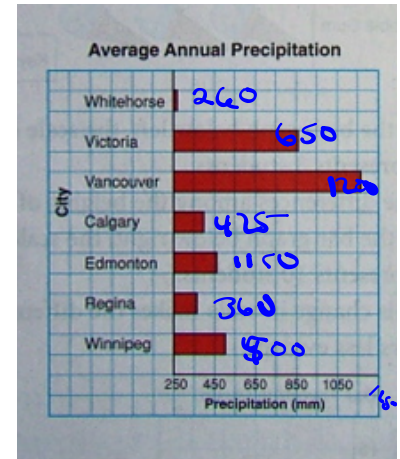 Average Annual Precipitation
Whitehorse 260
Victoria 650
Vancouver 1200
City
Calgary 425
Edmonton 1150
Regina 360
Winnipeg 500
250 450 650 850 1050
Precipitation (mm)